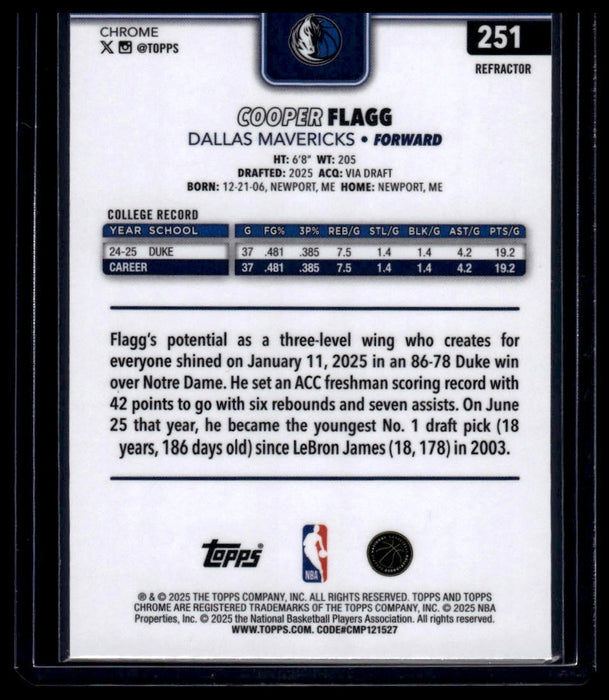 CHROME
251
X @TOPPS
REFRACTOR
COOPER FLAGG
DALLAS MAVERICKS • FORWARD
HT: 6'8" WT: 205
DRAFTED: 2025 ACQ: VIA DRAFT
BORN: 12-21-06, NEWPORT, ME HOME: NEWPORT, ME
COLLEGE RECORD
YEAR SCHOOL G FG% 3P% REB/G STL/G BLK/G AST/G PTS/G
24-25 DUKE 37 .481 .385 7.5 1.4 1.4 4.2 19.2
CAREER 37 .481 .385 7.5 1.4 1.4 4.2 19.2
Flagg's potential as a three-level wing who creates for
everyone shined on January 11, 2025 in an 86-78 Duke win
over Notre Dame. He set an ACC freshman scoring record with
42 points to go with six rebounds and seven assists. On June
25 that year, he became the youngest No. 1 draft pick (18
years, 186 days old) since LeBron James (18, 178) in 2003.
Topps®
NBA
® & © 2025 THE TOPPS COMPANY, INC. ALL RIGHTS RESERVED. TOPPS AND TOPPS
CHROME ARE REGISTERED TRADEMARKS OF THE TOPPS COMPANY, INC. © 2025 NBA
Properties, Inc. © 2025 the National Basketball Players Association. All rights reserved.
WWW.TOPPS.COM. CODE#CMP121527